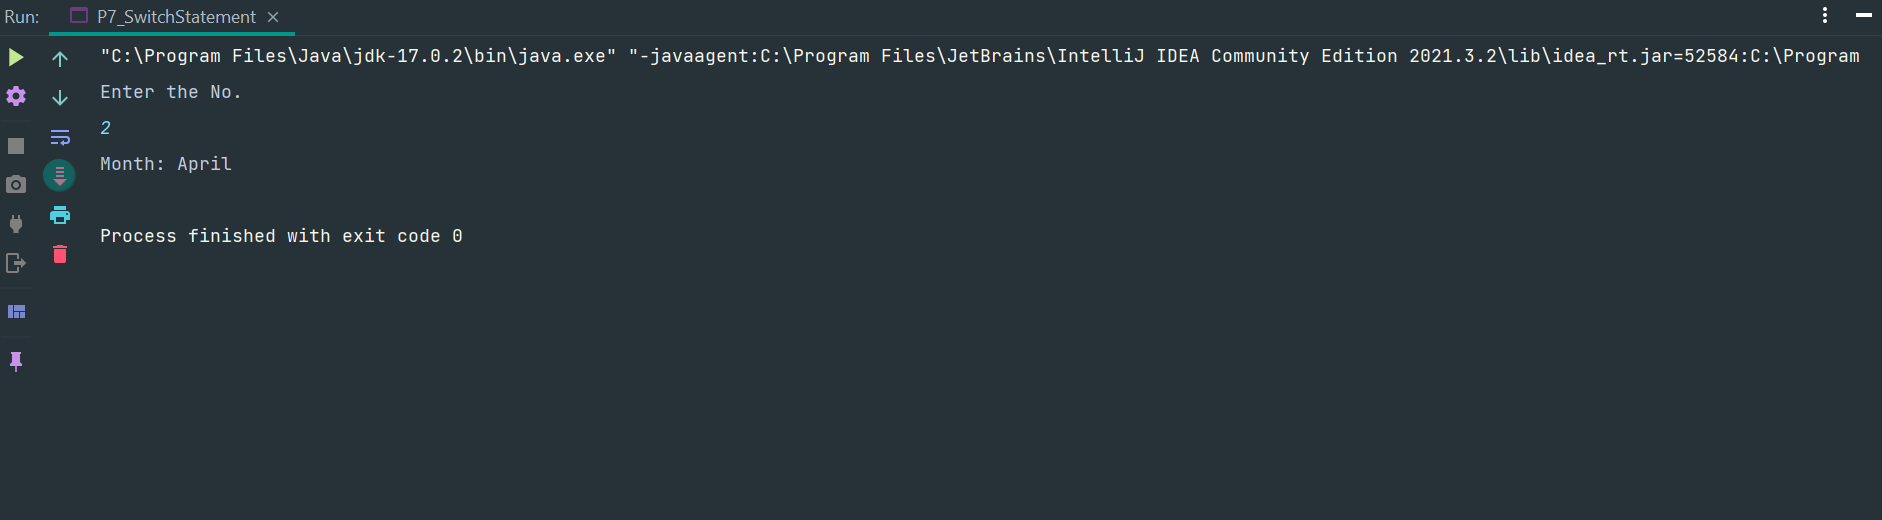 Run: P7_SwitchStatement
"C:\Program Files\Java\jdk-17.0.2\bin\java.exe" "-javaagent:C:\Program Files\JetBrains\IntelliJ IDEA Community Edition 2021.3.2\lib\idea_rt.jar=52584:C:\Program
Enter the No.
2
Month: April
Process finished with exit code 0